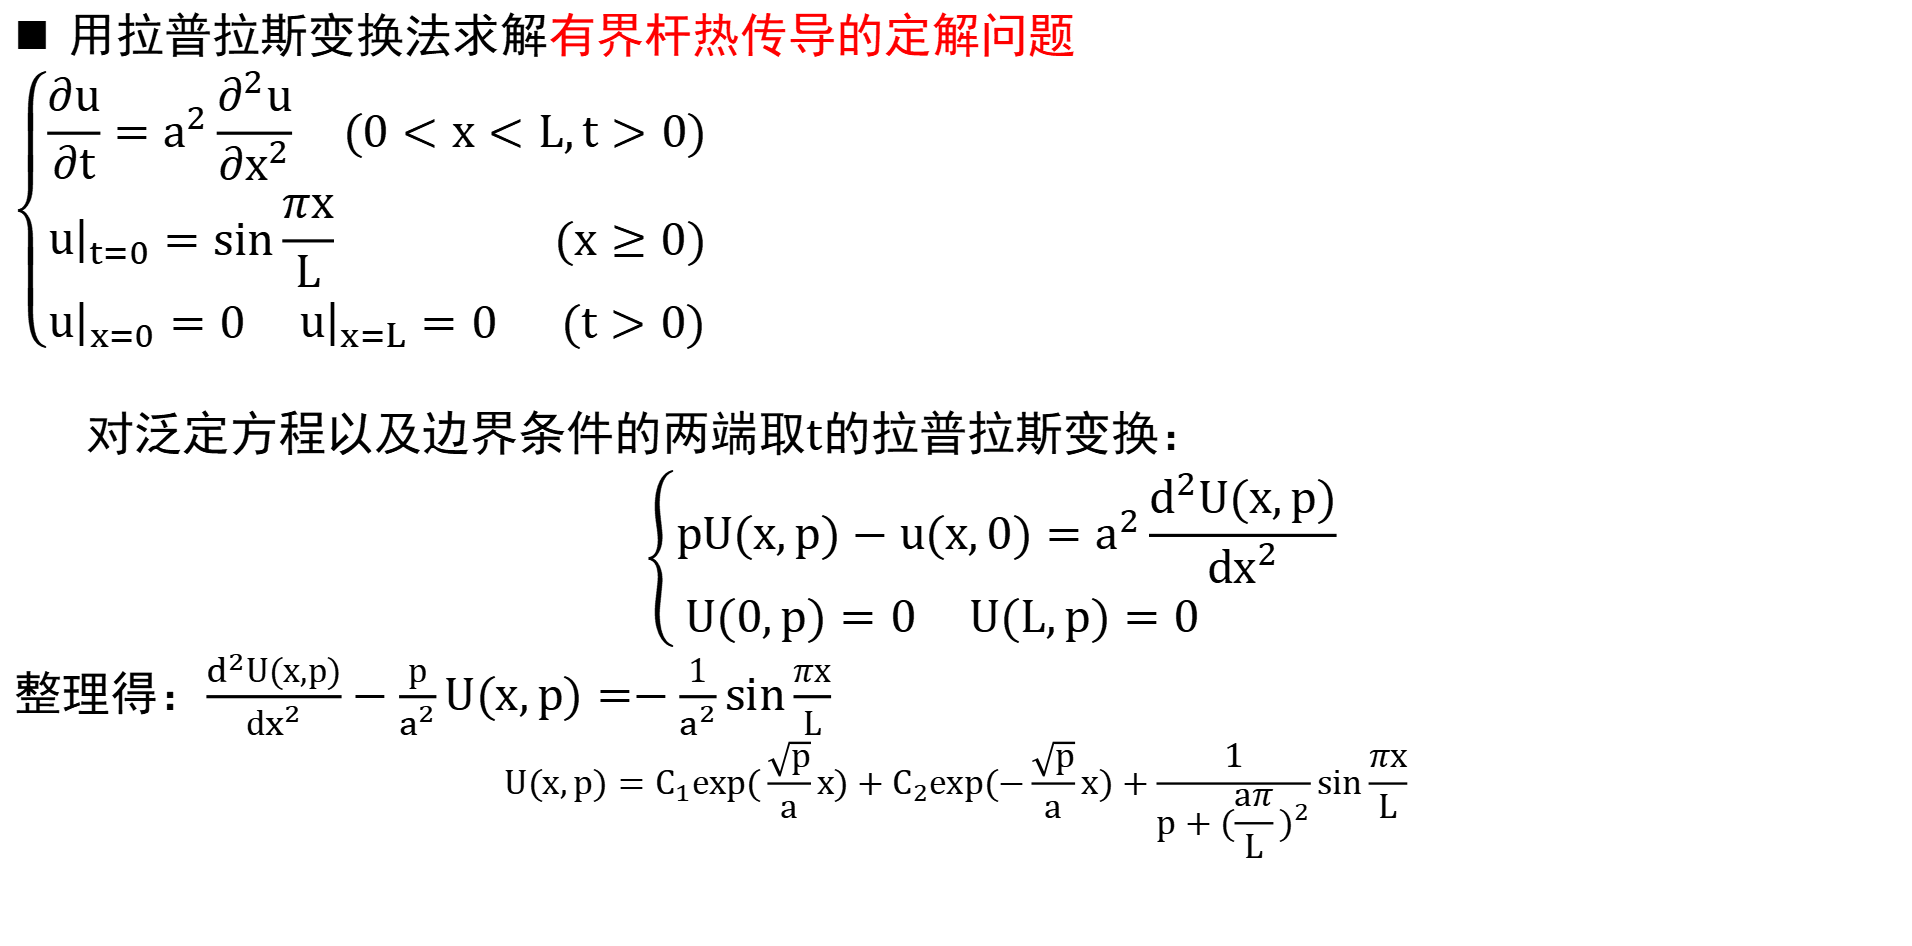 ■ 用拉普拉斯变换法求解有界杆热传导的定解问题
∂u/∂t = a² ∂²u/∂x² (0 < x < L, t > 0)
u|ₜ₌₀ = sin πx/L (x ≥ 0)
u|ₓ₌₀ = 0 u|x=L = 0 (t > 0)
对泛定方程以及边界条件的两端取t的拉普拉斯变换：
pU(x, p) − u(x, 0) = a² d²U(x, p)/dx²
U(0, p) = 0 U(L, p) = 0
整理得：d²U(x,p)/dx² − p/a² U(x, p) =− 1/a² sin πx/L
U(x, p) = C₁exp(√p/a x) + C₂exp(−√p/a x) + 1/(p + (aπ/L)²) sin πx/L